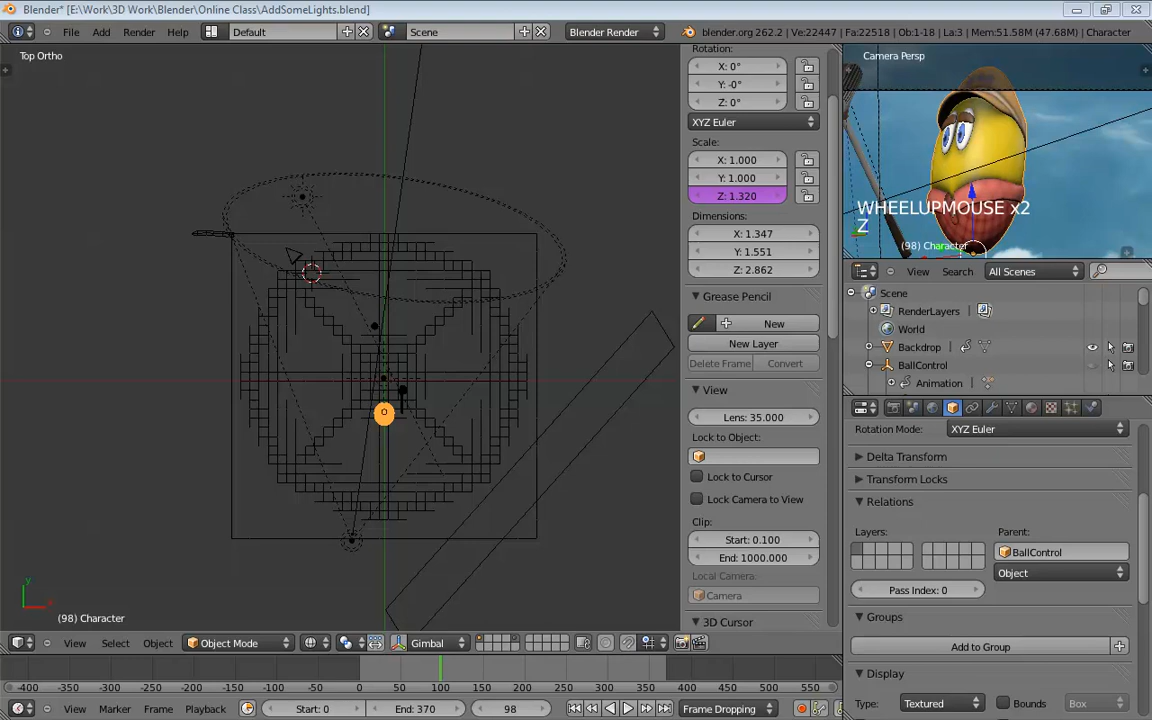 Blender* [E:\Work\3D Work\Blender\Online Class\AddSomeLights.blend]
File Add Render Help Default Scene Blender Render blender.org 262.2 | Ve:22447 | Fa:22518 | Ob:1-18 | La:3 | Mem:51.58M (47.68M) | Character
Top Ortho
(98) Character
y
x
Rotation:
X: 0°
Y: -0°
Z: 0°
XYZ Euler
Scale:
X: 1.000
Y: 1.000
Z: 1.320
Dimensions:
X: 1.347
Y: 1.551
Z: 2.862
Grease Pencil
New
New Layer
Delete Frame Convert
View
Lens: 35.000
Lock to Object:
Lock to Cursor
Lock Camera to View
Clip:
Start: 0.100
End: 1000.000
Local Camera:
Camera
3D Cursor
Camera Persp
WHEELUPMOUSE x2
Z
(98) Character
View Search All Scenes
Scene
RenderLayers
World
Backdrop
BallControl
Animation
Rotation Mode: XYZ Euler
Delta Transform
Transform Locks
Relations
Layers: Parent:
BallControl
Object
Pass Index: 0
Groups
Add to Group
Display
Type: Textured Bounds Box
View Select Object Object Mode Gimbal
-400 -350 -300 -250 -200 -150 -100 -50 0 50 100 150 200 250 300 350 400 450 500 550
View Marker Frame Playback Start: 0 End: 370 98 Frame Dropping